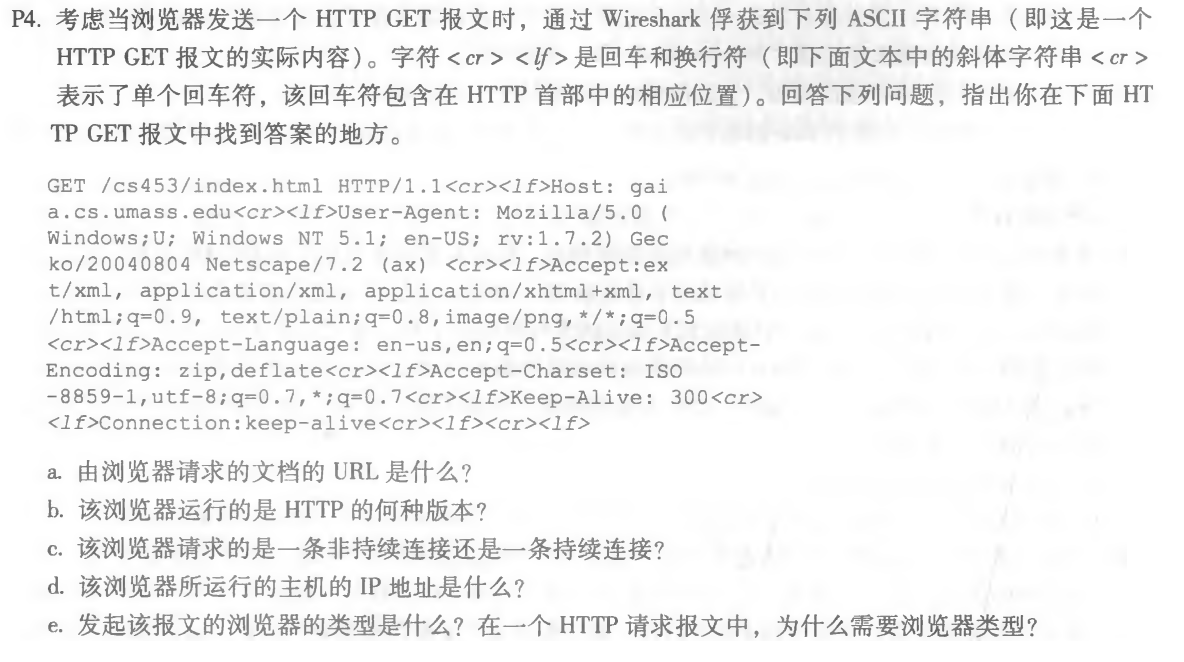 P4. 考虑当浏览器发送一个 HTTP GET 报文时，通过 Wireshark 俘获到下列 ASCII 字符串（即这是一个
HTTP GET 报文的实际内容）。字符<cr><lf>是回车和换行符（即下面文本中的斜体字符串<cr>
表示了单个回车符，该回车符包含在 HTTP 首部中的相应位置）。回答下列问题，指出你在下面 HT
TP GET 报文中找到答案的地方。
GET /cs453/index.html HTTP/1.1<cr><lf>Host: gai
a.cs.umass.edu<cr><lf>User-Agent: Mozilla/5.0 (
Windows;U; Windows NT 5.1; en-US; rv:1.7.2) Gec
ko/20040804 Netscape/7.2 (ax) <cr><lf>Accept:ex
t/xml, application/xml, application/xhtml+xml, text
/html;q=0.9, text/plain;q=0.8,image/png,*/*;q=0.5
<cr><lf>Accept-Language: en-us,en;q=0.5<cr><lf>Accept-
Encoding: zip,deflate<cr><lf>Accept-Charset: ISO
-8859-1,utf-8;q=0.7,*;q=0.7<cr><lf>Keep-Alive: 300<cr>
<lf>Connection:keep-alive<cr><lf><cr><lf>
a. 由浏览器请求的文档的 URL 是什么？
b. 该浏览器运行的是 HTTP 的何种版本？
c. 该浏览器请求的是一条非持续连接还是一条持续连接？
d. 该浏览器所运行的主机的 IP 地址是什么？
e. 发起该报文的浏览器的类型是什么？在一个 HTTP 请求报文中，为什么需要浏览器类型？